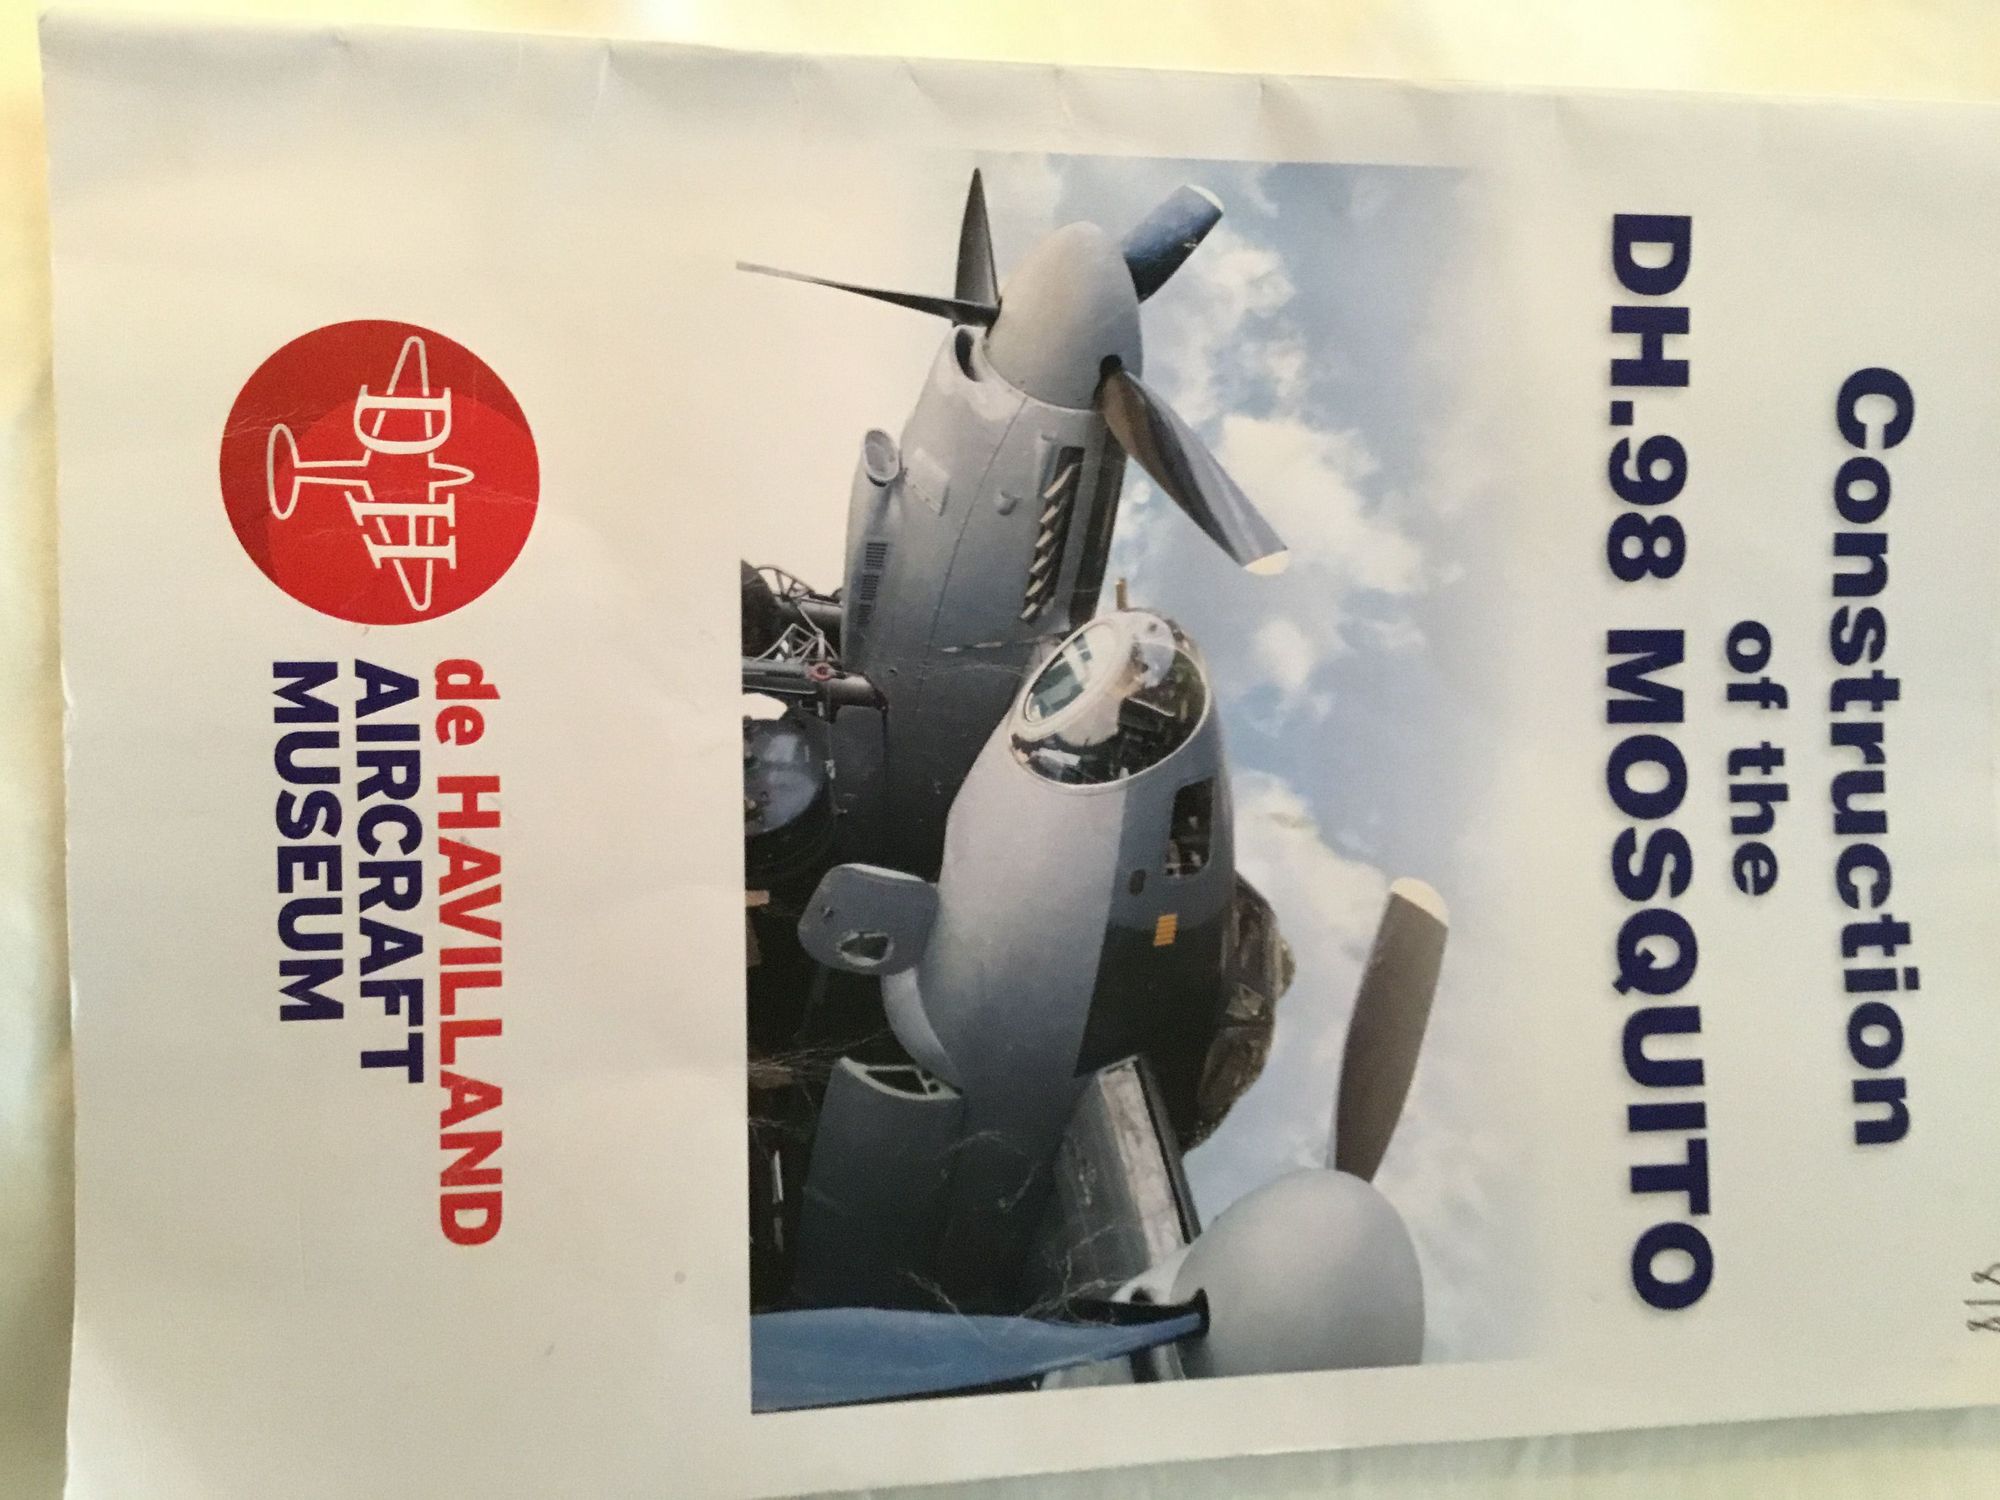 Construction
of the
DH.98 MOSQUITO
DH
de HAVILLAND
AIRCRAFT
MUSEUM